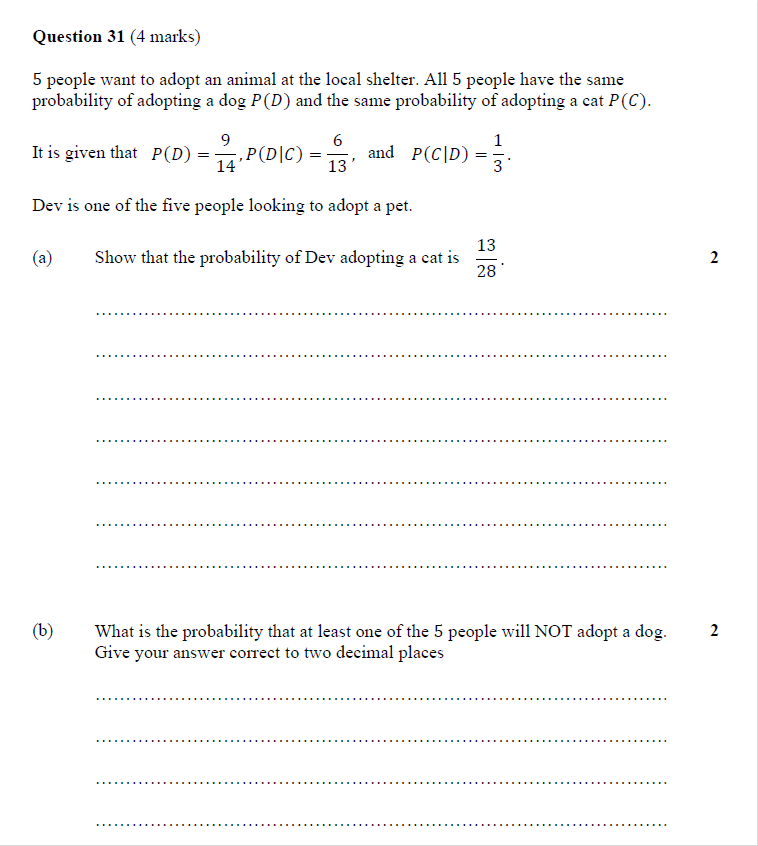 Question 31 (4 marks)
5 people want to adopt an animal at the local shelter. All 5 people have the same
probability of adopting a dog P(D) and the same probability of adopting a cat P(C).
It is given that P(D) = 9/14, P(D|C) = 6/13, and P(C|D) = 1/3.
Dev is one of the five people looking to adopt a pet.
(a) Show that the probability of Dev adopting a cat is 13/28. 2
................................................................................
................................................................................
................................................................................
................................................................................
................................................................................
................................................................................
................................................................................
(b) What is the probability that at least one of the 5 people will NOT adopt a dog. 2
Give your answer correct to two decimal places
................................................................................
................................................................................
................................................................................
................................................................................